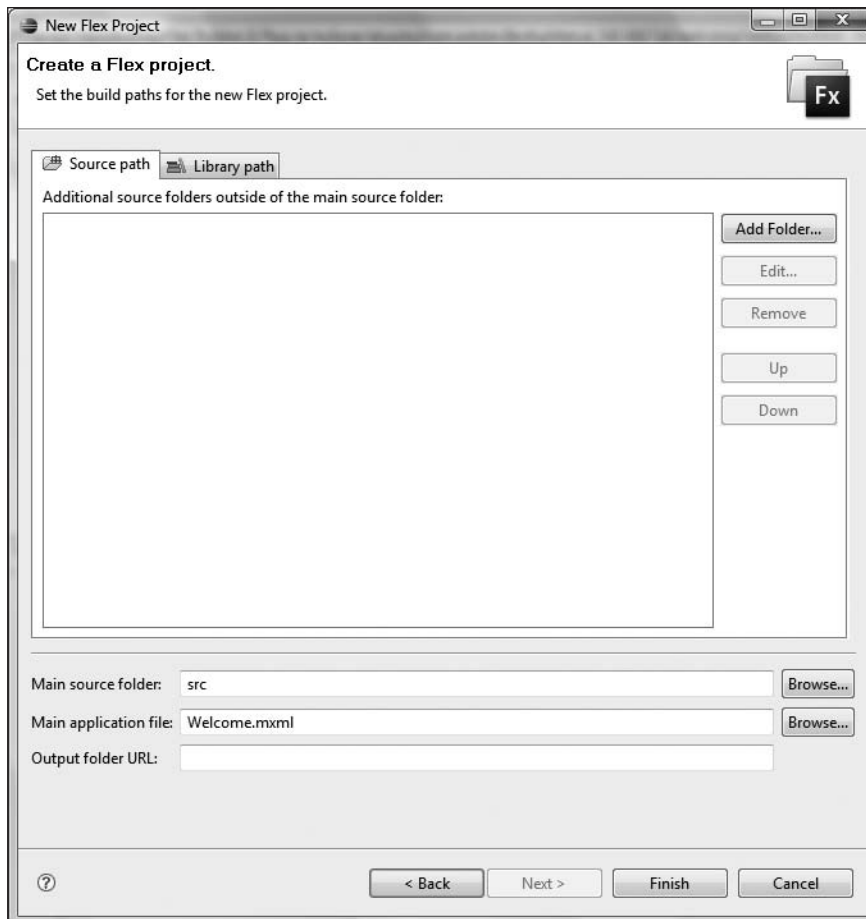 New Flex Project
Create a Flex project.
Set the build paths for the new Flex project.
Fx
Source path
Library path
Additional source folders outside of the main source folder:
Add Folder...
Edit...
Remove
Up
Down
Main source folder:
src
Browse...
Main application file:
Welcome.mxml
Browse...
Output folder URL:
?
< Back
Next >
Finish
Cancel